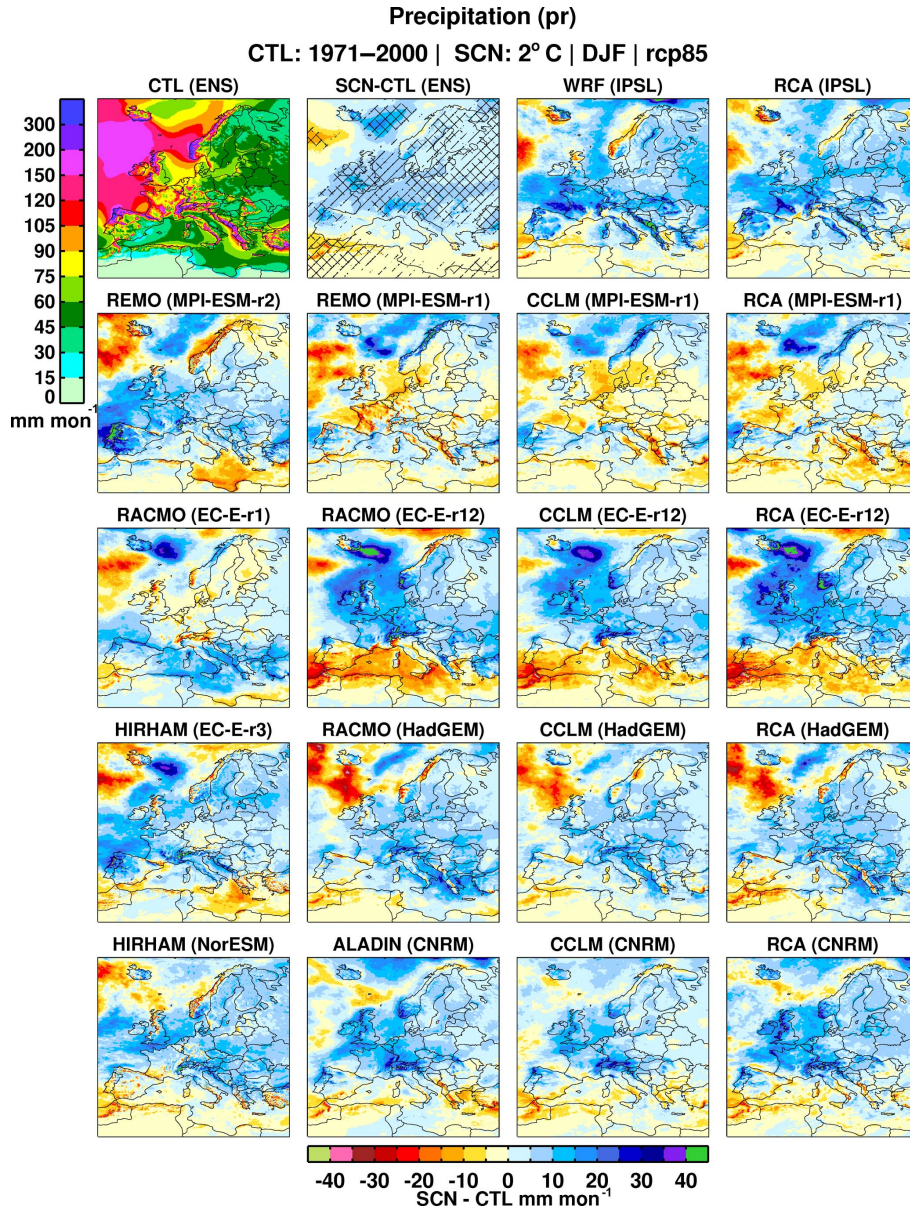 Precipitation (pr)
CTL: 1971–2000 | SCN: 2° C | DJF | rcp85
CTL (ENS) SCN-CTL (ENS) WRF (IPSL) RCA (IPSL)
300
200
150
120
105
90
75
60
45
30
15
0
mm mon⁻¹
REMO (MPI-ESM-r2) REMO (MPI-ESM-r1) CCLM (MPI-ESM-r1) RCA (MPI-ESM-r1)
RACMO (EC-E-r1) RACMO (EC-E-r12) CCLM (EC-E-r12) RCA (EC-E-r12)
HIRHAM (EC-E-r3) RACMO (HadGEM) CCLM (HadGEM) RCA (HadGEM)
HIRHAM (NorESM) ALADIN (CNRM) CCLM (CNRM) RCA (CNRM)
-40 -30 -20 -10 0 10 20 30 40
SCN - CTL mm mon⁻¹